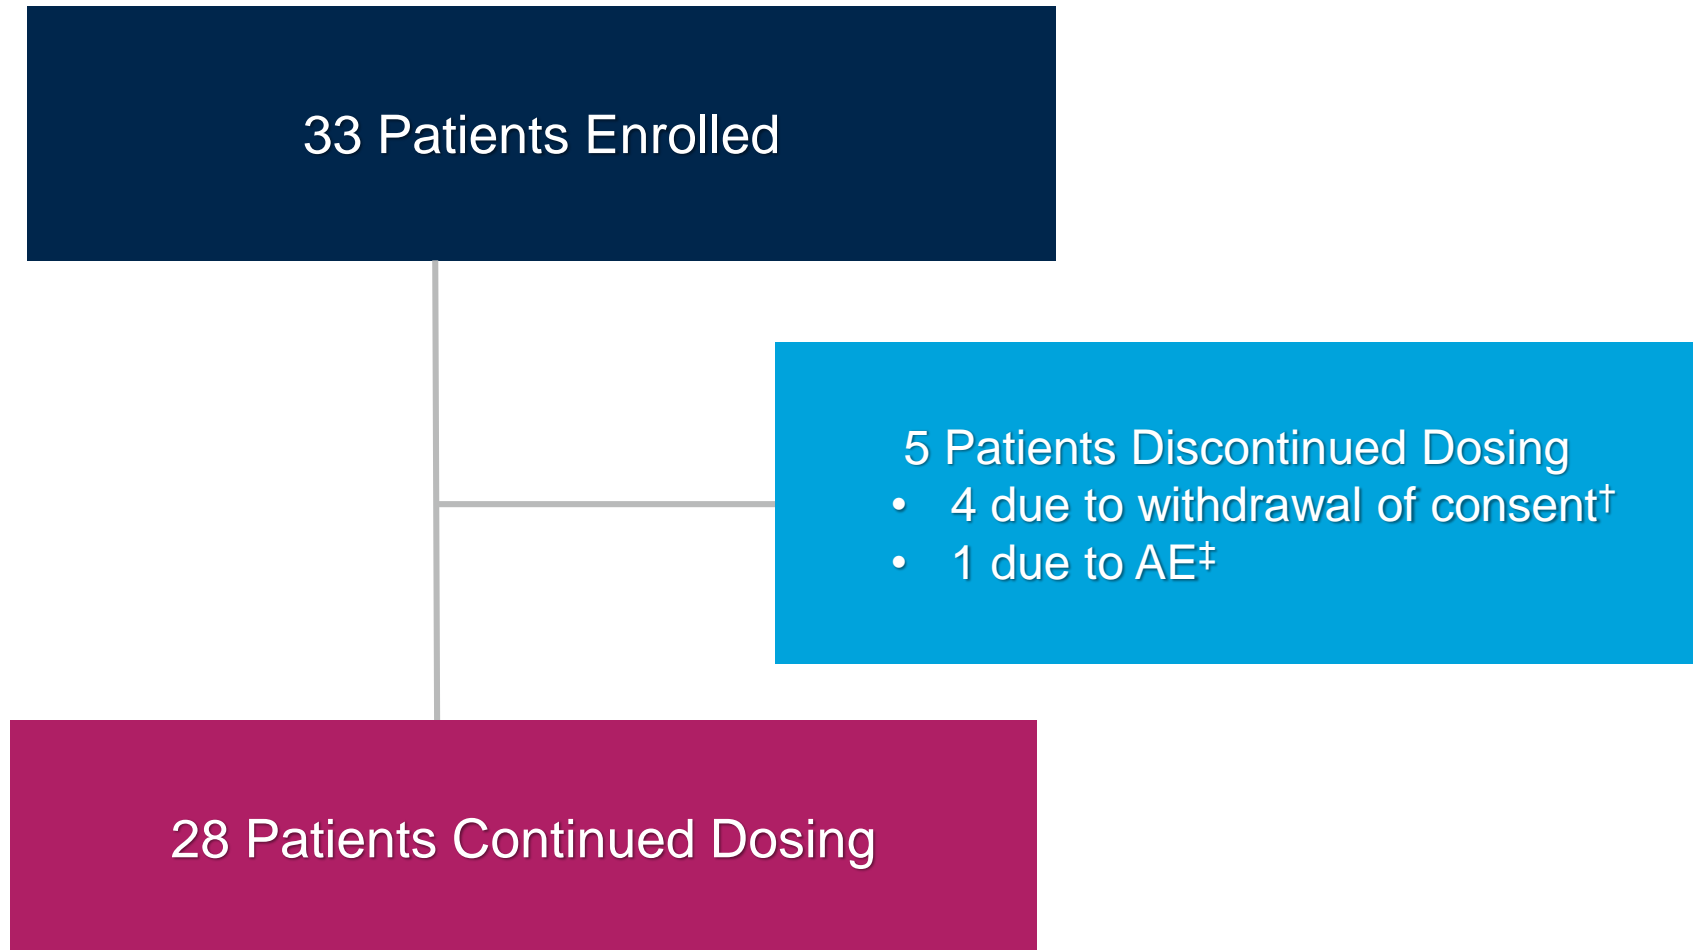 33 Patients Enrolled
5 Patients Discontinued Dosing
• 4 due to withdrawal of consent†
• 1 due to AE‡
28 Patients Continued Dosing